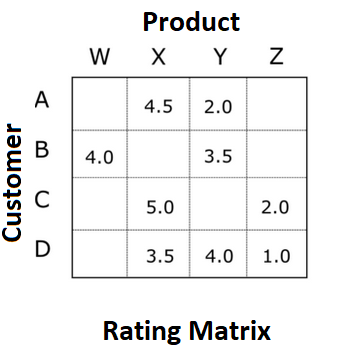 Product
W X Y Z
Customer
A 4.5 2.0
B 4.0 3.5
C 5.0 2.0
D 3.5 4.0 1.0
Rating Matrix